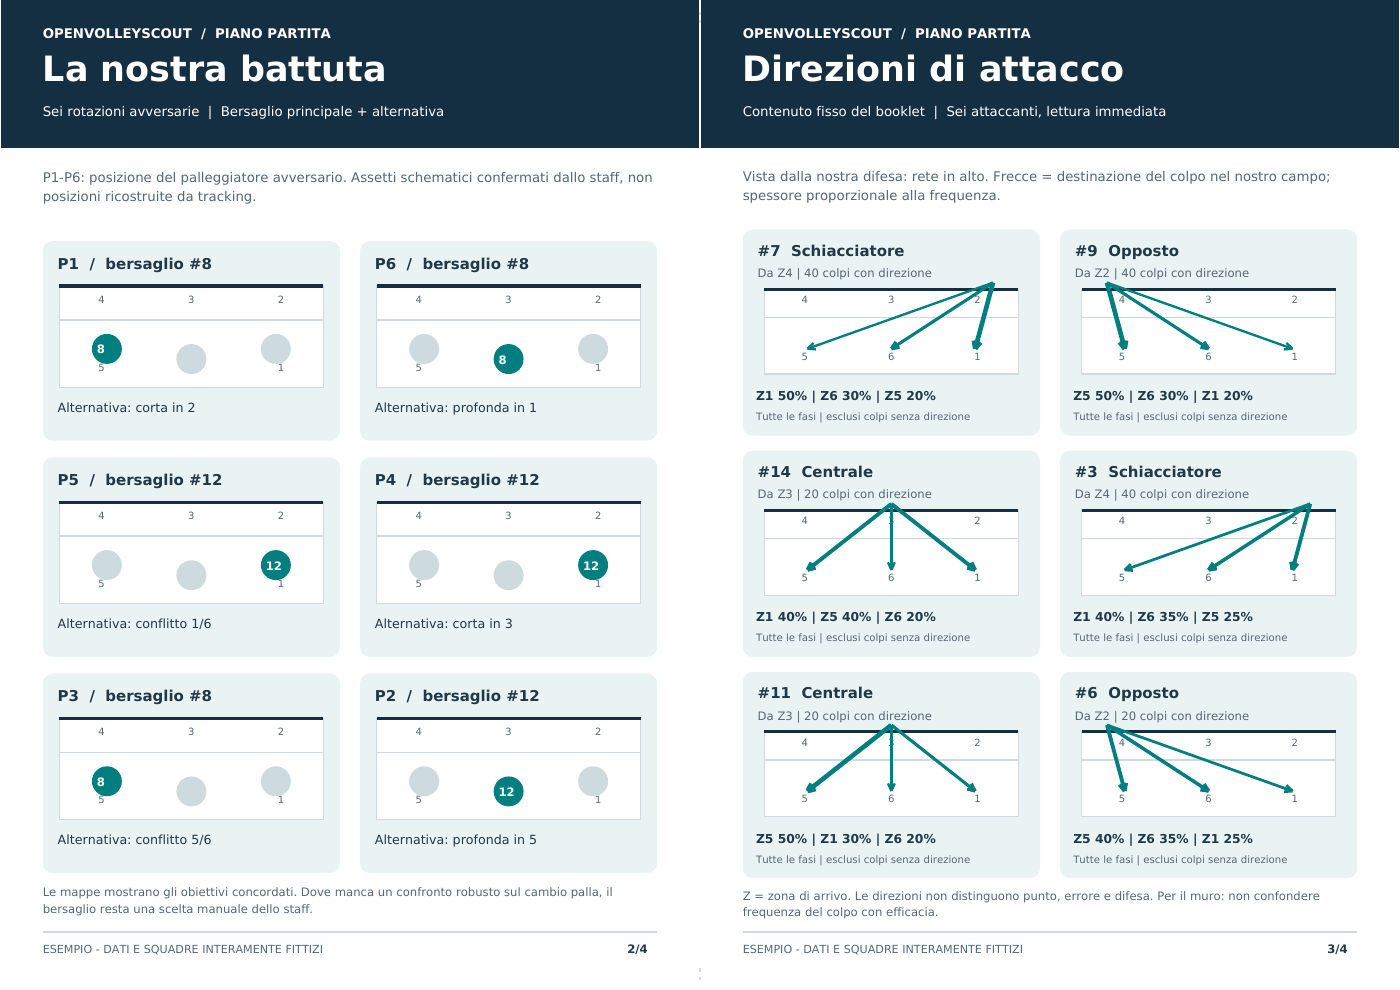 OPENVOLLEYSCOUT / PIANO PARTITA
La nostra battuta
Sei rotazioni avversarie | Bersaglio principale + alternativa
P1-P6: posizione del palleggiatore avversario. Assetti schematici confermati dallo staff, non
posizioni ricostruite da tracking.
P1 / bersaglio #8
4 3 2
8
5 1
Alternativa: corta in 2
P6 / bersaglio #8
4 3 2
8
5 1
Alternativa: profonda in 1
P5 / bersaglio #12
4 3 2
12
5 1
Alternativa: conflitto 1/6
P4 / bersaglio #12
4 3 2
12
5 1
Alternativa: corta in 3
P3 / bersaglio #8
4 3 2
8
5 1
Alternativa: conflitto 5/6
P2 / bersaglio #12
4 3 2
12
5 1
Alternativa: profonda in 5
Le mappe mostrano gli obiettivi concordati. Dove manca un confronto robusto sul cambio palla, il
bersaglio resta una scelta manuale dello staff.
ESEMPIO - DATI E SQUADRE INTERAMENTE FITTIZI 2/4
OPENVOLLEYSCOUT / PIANO PARTITA
Direzioni di attacco
Contenuto fisso del booklet | Sei attaccanti, lettura immediata
Vista dalla nostra difesa: rete in alto. Frecce = destinazione del colpo nel nostro campo;
spessore proporzionale alla frequenza.
#7 Schiacciatore
Da Z4 | 40 colpi con direzione
4 3 2
5 6 1
Z1 50% | Z6 30% | Z5 20%
Tutte le fasi | esclusi colpi senza direzione
#9 Opposto
Da Z2 | 40 colpi con direzione
4 3 2
5 6 1
Z5 50% | Z6 30% | Z1 20%
Tutte le fasi | esclusi colpi senza direzione
#14 Centrale
Da Z3 | 20 colpi con direzione
4 3 2
5 6 1
Z1 40% | Z5 40% | Z6 20%
Tutte le fasi | esclusi colpi senza direzione
#3 Schiacciatore
Da Z4 | 40 colpi con direzione
4 3 2
5 6 1
Z1 40% | Z6 35% | Z5 25%
Tutte le fasi | esclusi colpi senza direzione
#11 Centrale
Da Z3 | 20 colpi con direzione
4 3 2
5 6 1
Z5 50% | Z1 30% | Z6 20%
Tutte le fasi | esclusi colpi senza direzione
#6 Opposto
Da Z2 | 20 colpi con direzione
4 3 2
5 6 1
Z5 40% | Z6 35% | Z1 25%
Tutte le fasi | esclusi colpi senza direzione
Z = zona di arrivo. Le direzioni non distinguono punto, errore e difesa. Per il muro: non confondere
frequenza del colpo con efficacia.
ESEMPIO - DATI E SQUADRE INTERAMENTE FITTIZI 3/4